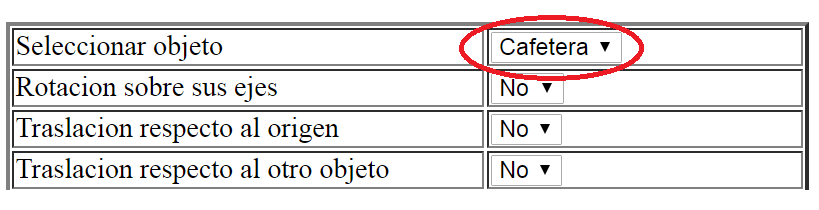 Seleccionar objeto Cafetera
Rotacion sobre sus ejes No
Traslacion respecto al origen No
Traslacion respecto al otro objeto No